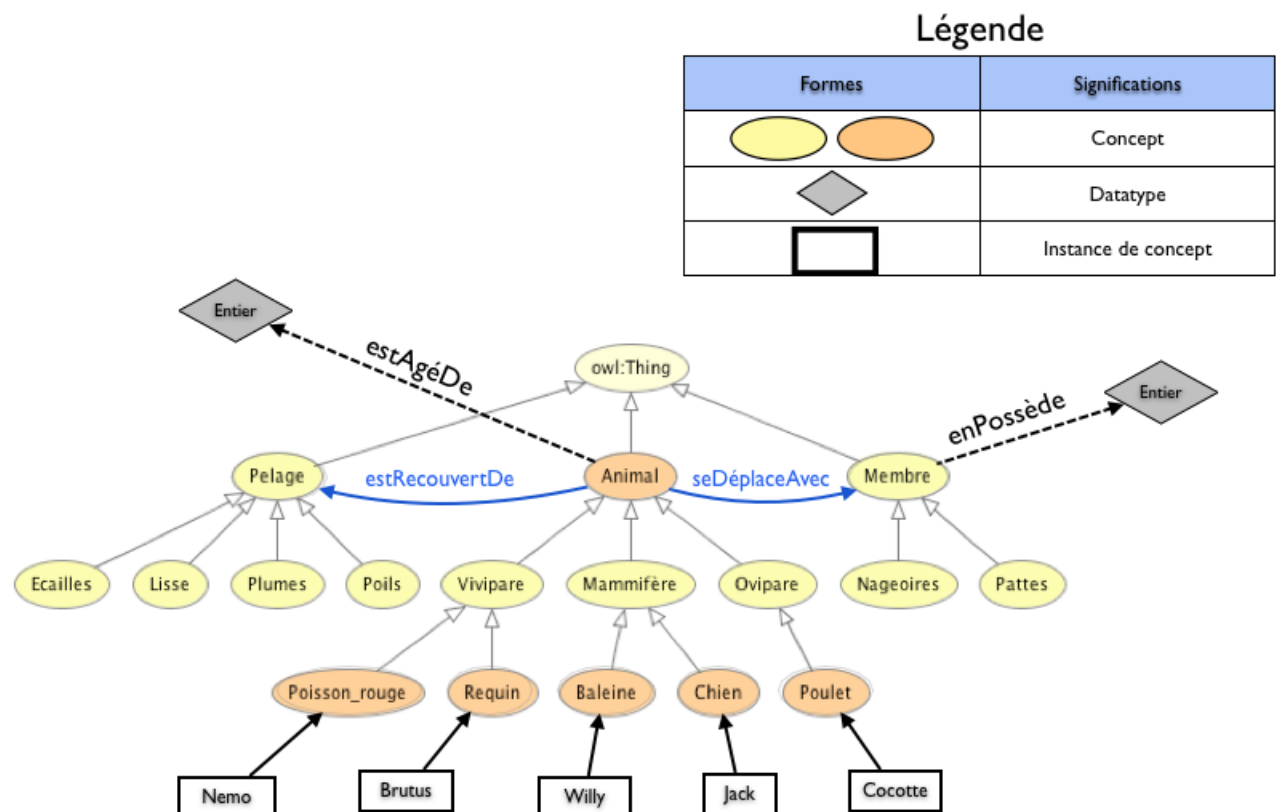 Légende
Formes Significations
Concept
Datatype
Instance de concept
Entier
estAgéDe
owl:Thing
enPossède
Entier
Pelage
estRecouvertDe
Animal
seDéplaceAvec
Membre
Ecailles
Lisse
Plumes
Poils
Vivipare
Mammifère
Ovipare
Nageoires
Pattes
Poisson_rouge
Requin
Baleine
Chien
Poulet
Nemo
Brutus
Willy
Jack
Cocotte